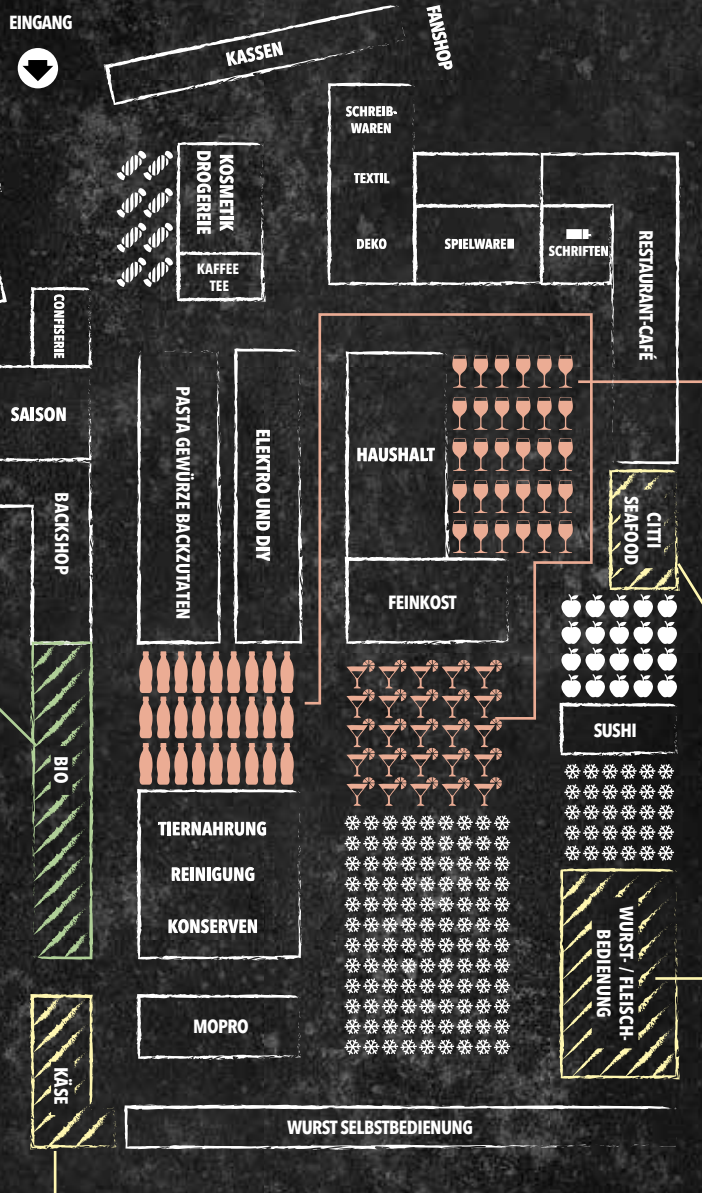 EINGANG
KASSEN
FANSHOP
SCHREIB-
WAREN
TEXTIL
DEKO
SPIELWAREN
SCHRIFTEN
RESTAURANT-CAFÉ
KOSMETIK
DROGEREIE
KAFFEE
TEE
CONFISERIE
SAISON
BACKSHOP
PASTA GEWÜRZE BACKZUTATEN
ELEKTRO UND DIY
HAUSHALT
FEINKOST
CITTI
SEAFOOD
SUSHI
BIO
TIERNAHRUNG
REINIGUNG
KONSERVEN
WURST- / FLEISCH-
BEDIENUNG
MOPRO
KÄSE
WURST SELBSTBEDIENUNG